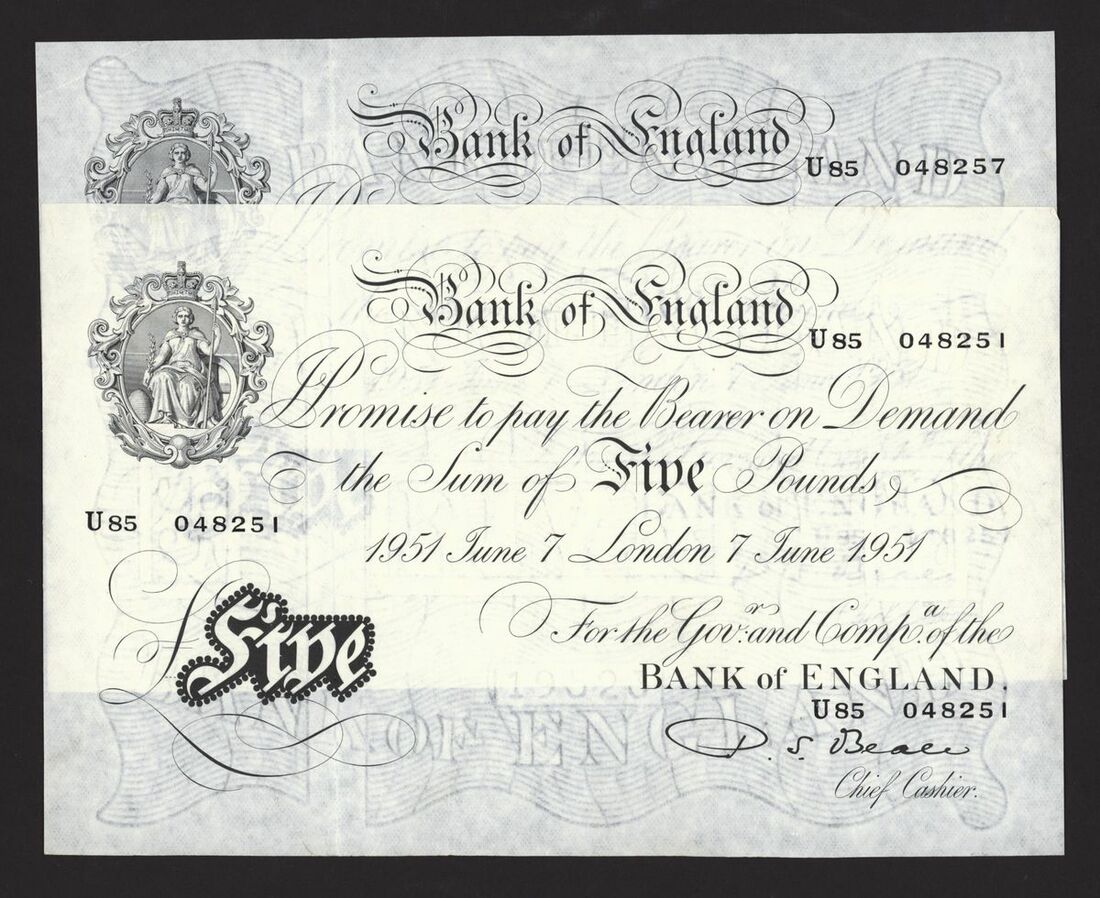 Bank of England
U85 048257
Bank of England
U85 048251
I Promise to pay the Bearer on Demand
the Sum of Five Pounds
U85 048251
1951 June 7 London 7 June 1951
£Five
For the Govr. and Compa. of the
BANK of ENGLAND.
U85 048251
P. S. Beale
Chief Cashier.
OF ENGLAN